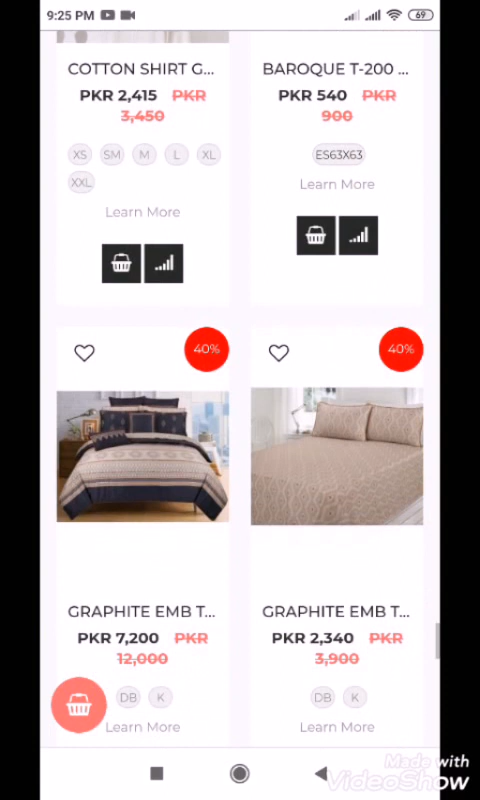 9:25 PM
69
COTTON SHIRT G...
PKR 2,415 PKR
3,450
XS SM M L XL
XXL
Learn More
BAROQUE T-200 ...
PKR 540 PKR
900
ES63X63
Learn More
40%
40%
GRAPHITE EMB T...
PKR 7,200 PKR
12,000
DB K
Learn More
GRAPHITE EMB T...
PKR 2,340 PKR
3,900
DB K
Learn More
Made with
VideoShow